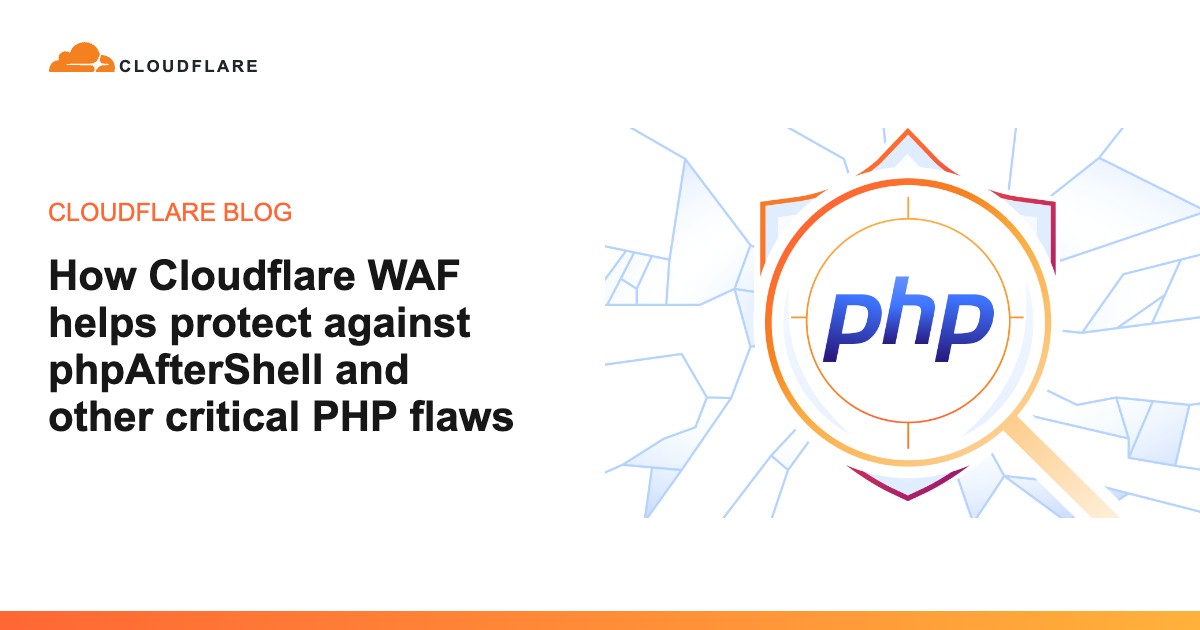 CLOUDFLARE
CLOUDFLARE BLOG
How Cloudflare WAF
helps protect against
phpAfterShell and
other critical PHP flaws
php